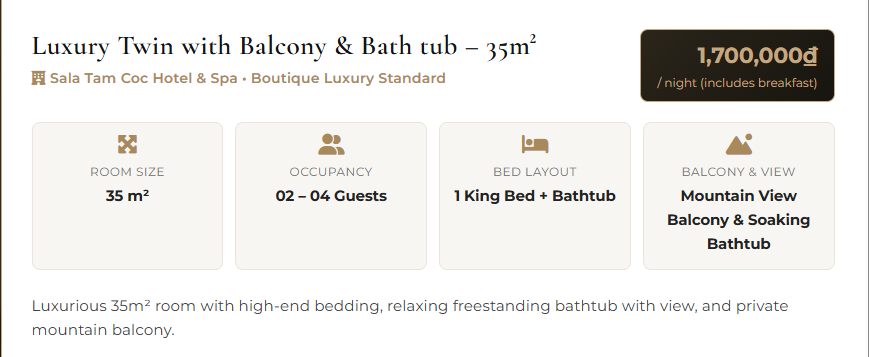 Luxury Twin with Balcony & Bath tub – 35m²
Sala Tam Coc Hotel & Spa • Boutique Luxury Standard
1,700,000₫
/ night (includes breakfast)
ROOM SIZE
35 m²
OCCUPANCY
02 – 04 Guests
BED LAYOUT
1 King Bed + Bathtub
BALCONY & VIEW
Mountain View
Balcony & Soaking
Bathtub
Luxurious 35m² room with high-end bedding, relaxing freestanding bathtub with view, and private
mountain balcony.